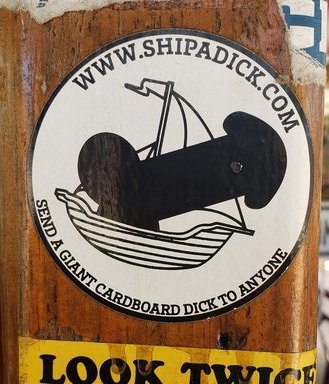 WWW.SHIPADICK.COM
SEND A GIANT CARDBOARD DICK TO ANYONE
LOOK TWICE